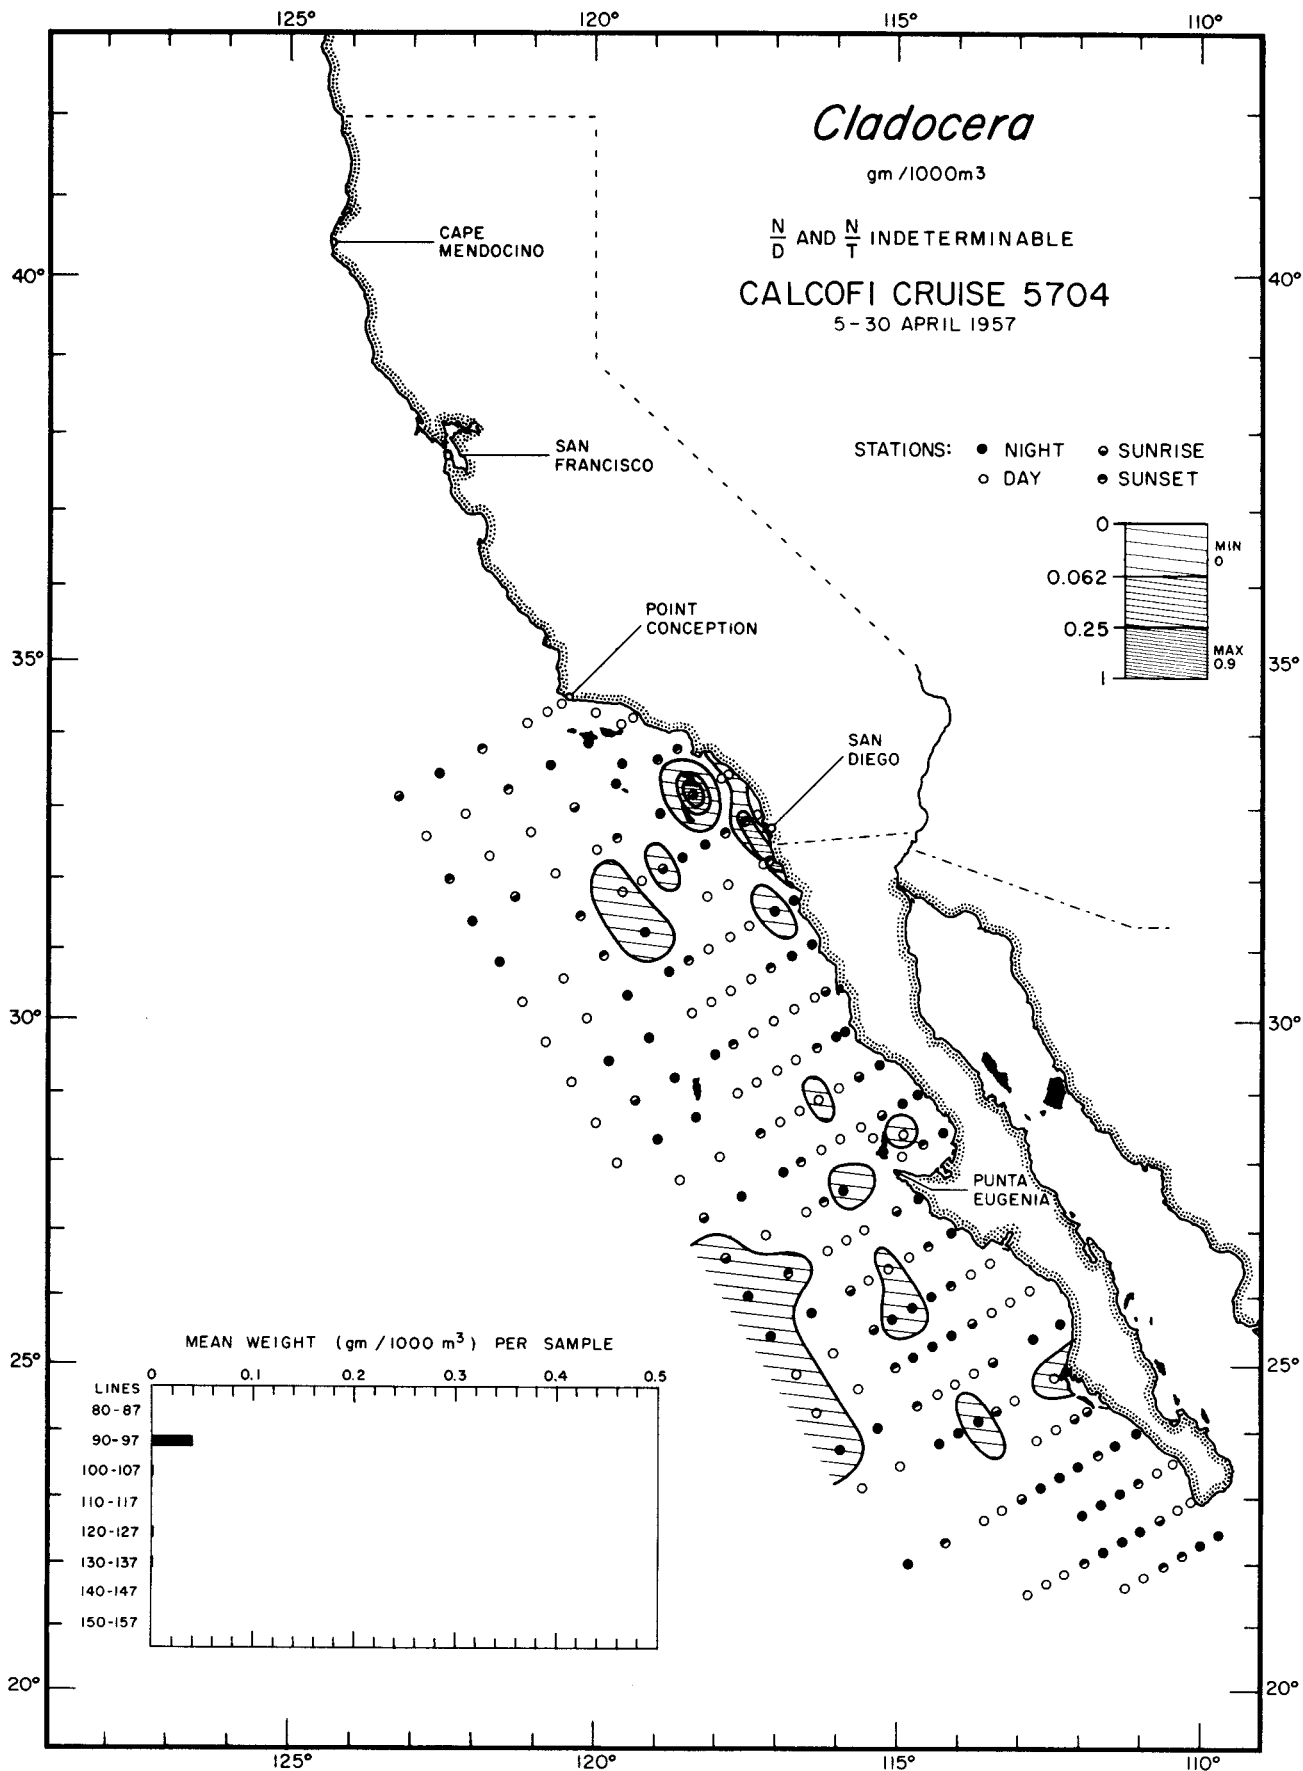 125° 120° 115° 110°
Cladocera
gm/1000m³
N/D AND N/T INDETERMINABLE
CALCOFI CRUISE 5704
5-30 APRIL 1957
CAPE
MENDOCINO
40° 40°
SAN
FRANCISCO
STATIONS: NIGHT SUNRISE
DAY SUNSET
0
MIN
0
0.062
0.25
MAX
0.9
1
POINT
CONCEPTION
35° 35°
SAN
DIEGO
30° 30°
PUNTA
EUGENIA
25° 25°
MEAN WEIGHT (gm/1000 m³) PER SAMPLE
0 0.1 0.2 0.3 0.4 0.5
LINES
80-87
90-97
100-107
110-117
120-127
130-137
140-147
150-157
20° 20°
125° 120° 115° 110°